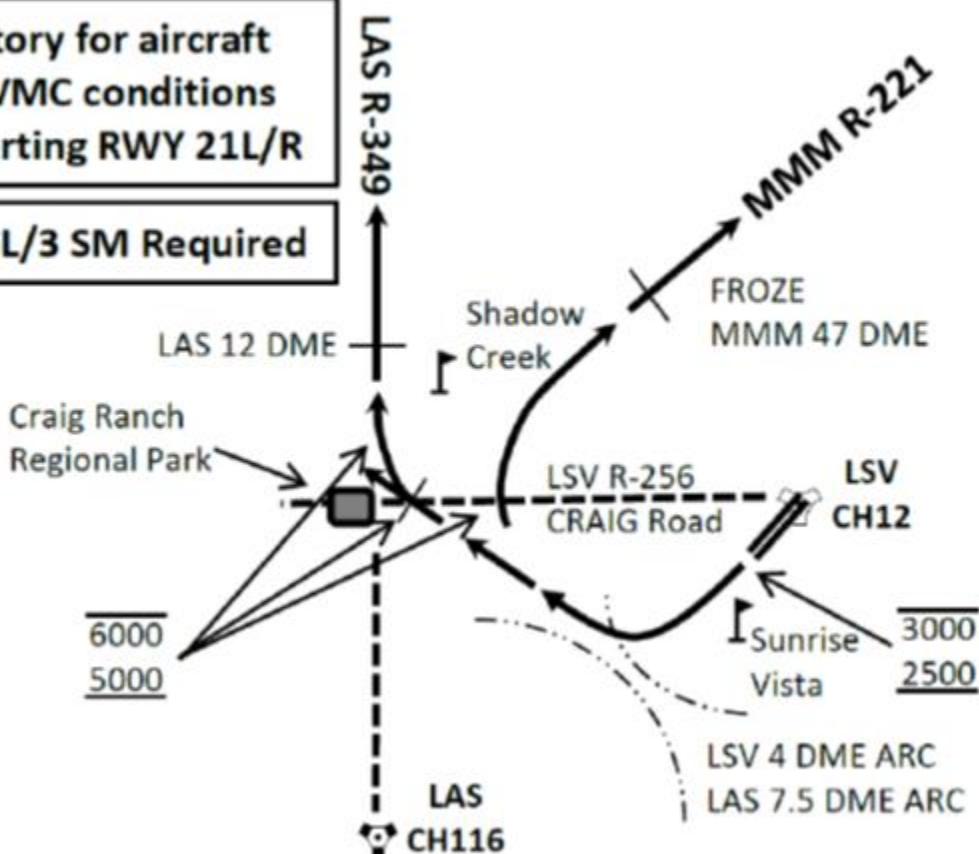 tory for aircraft
VMC conditions
rting RWY 21L/R
L/3 SM Required
LAS R-349
MMM R-221
LAS 12 DME
Shadow
Creek
FROZE
MMM 47 DME
Craig Ranch
Regional Park
LSV R-256
CRAIG Road
LSV
CH12
6000
5000
Sunrise
Vista
3000
2500
LSV 4 DME ARC
LAS 7.5 DME ARC
LAS
CH116